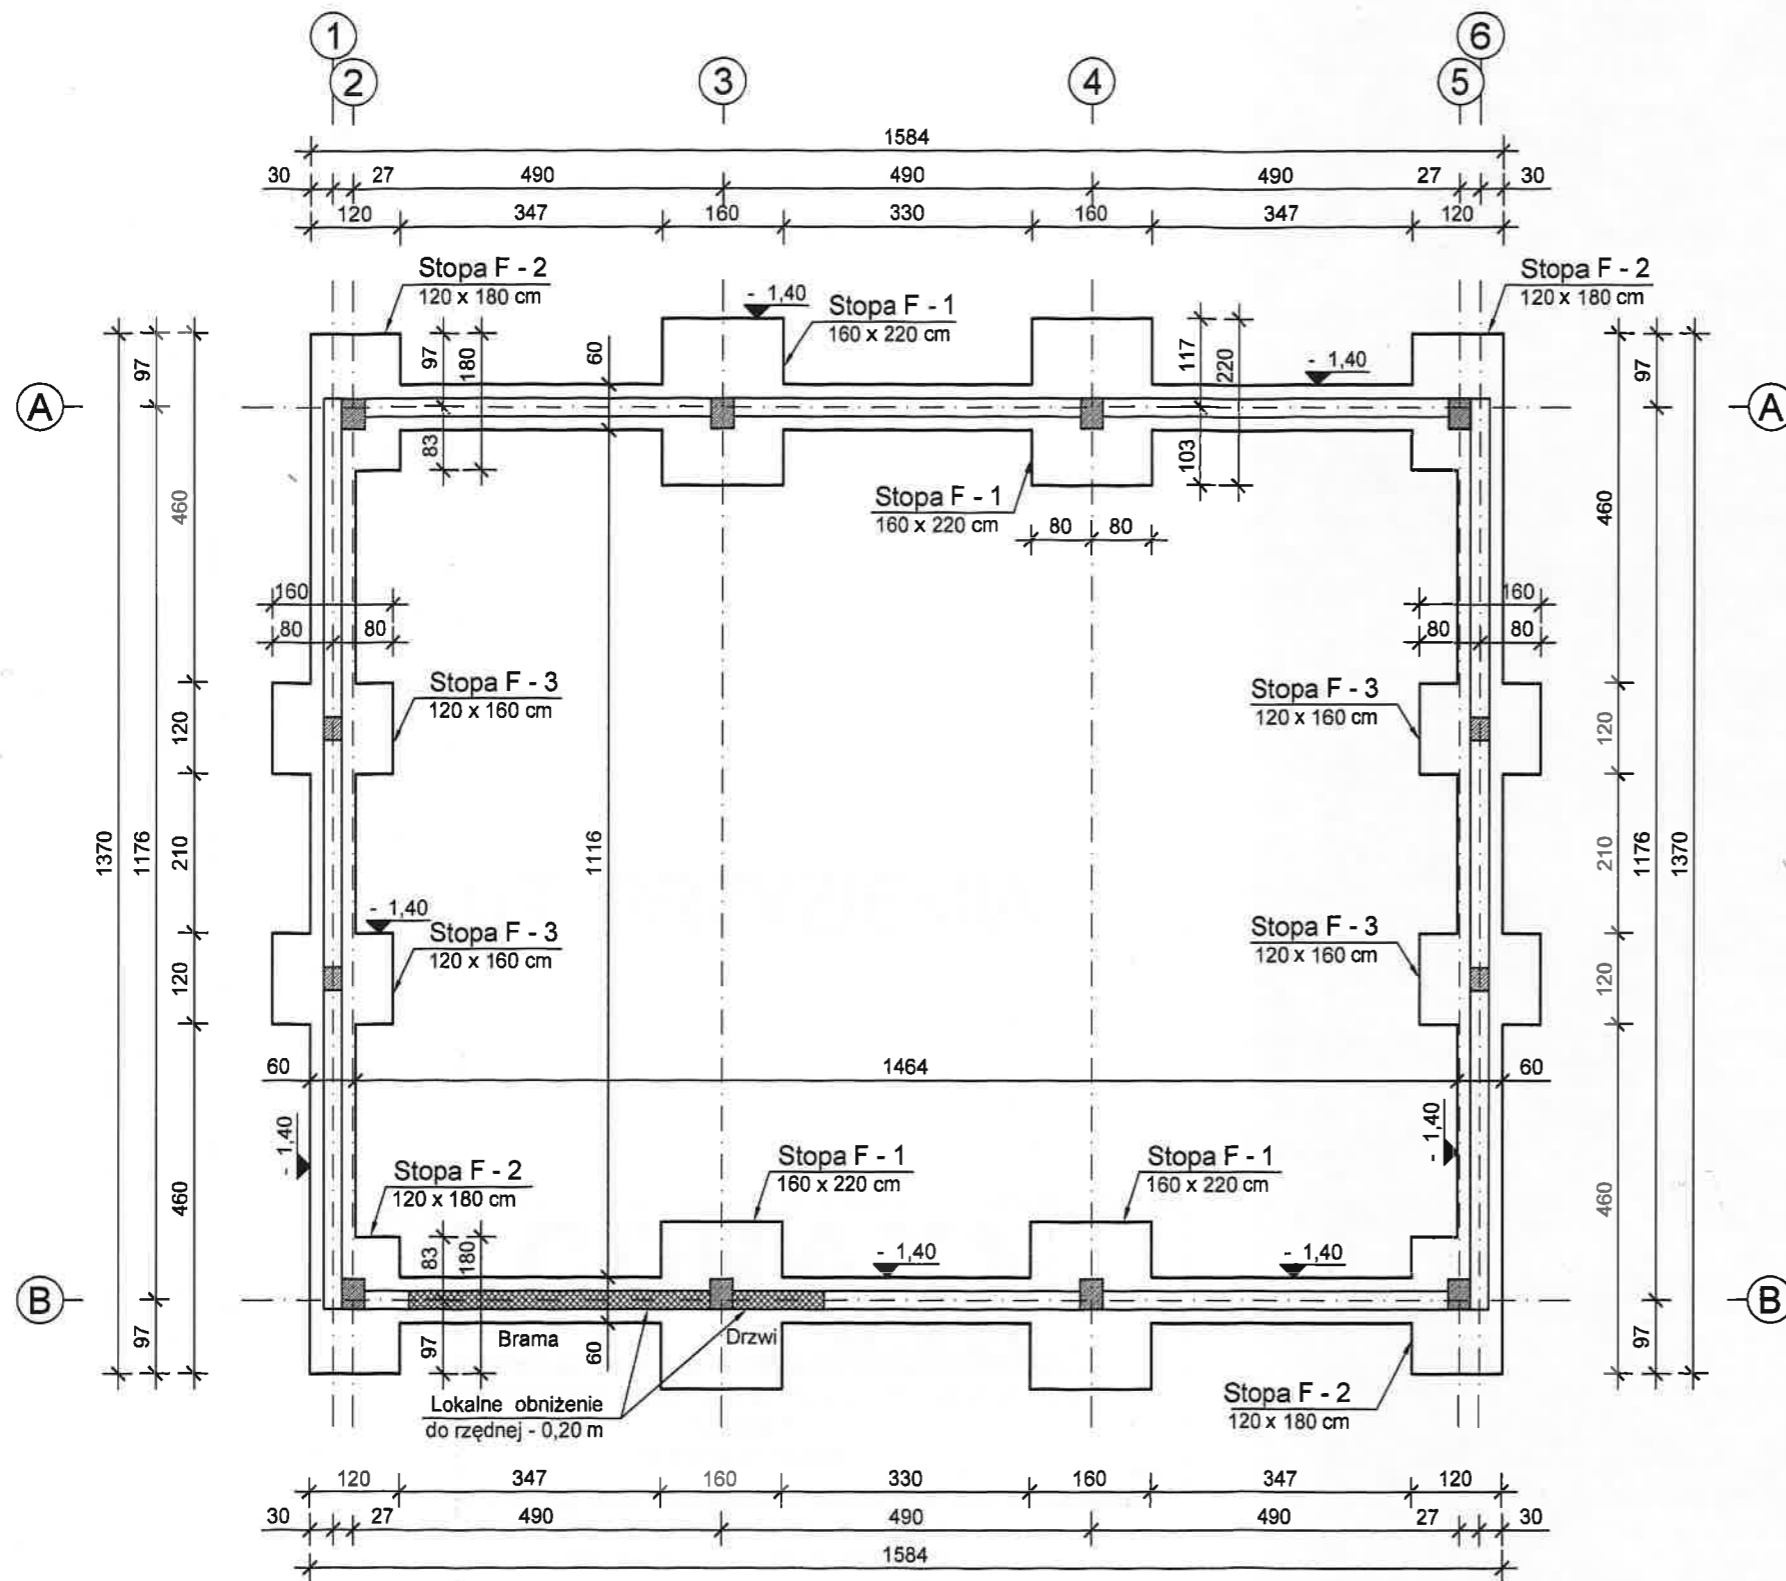 1 6
2 3 4 5
1584
30 27 490 490 490 27 30
120 347 160 330 160 347 120
Stopa F - 2
120 x 180 cm
- 1,40
Stopa F - 1
160 x 220 cm
Stopa F - 2
120 x 180 cm
97 97 180 60 117 220 - 1,40 97
A A
83 103
460 Stopa F - 1 460
160 x 220 cm
80 80
160 160
80 80 80 80
Stopa F - 3
120 x 160 cm
Stopa F - 3
120 x 160 cm
120 120
1370 1176 210 1116 210 1176 1370
- 1,40
Stopa F - 3
120 x 160 cm
Stopa F - 3
120 x 160 cm
120 120
60 1464 60
- 1,40 - 1,40
Stopa F - 2
120 x 180 cm
Stopa F - 1
160 x 220 cm
Stopa F - 1
160 x 220 cm
460 460
83 180 - 1,40 - 1,40
B B
97 97 Brama 60 Drzwi 97
Lokalne obniżenie
do rzędnej - 0,20 m
Stopa F - 2
120 x 180 cm
120 347 160 330 160 347 120
30 27 490 490 490 27 30
1584